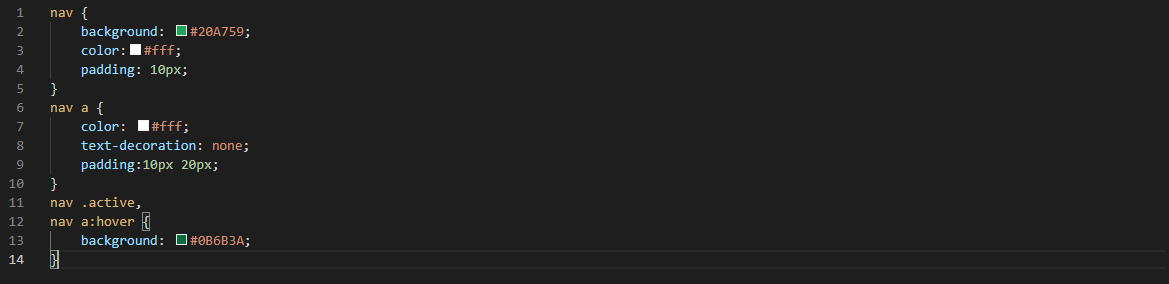 1 nav {
2     background: #20A759;
3     color:#fff;
4     padding: 10px;
5 }
6 nav a {
7     color: #fff;
8     text-decoration: none;
9     padding:10px 20px;
10 }
11 nav .active,
12 nav a:hover {
13     background: #0B6B3A;
14 }